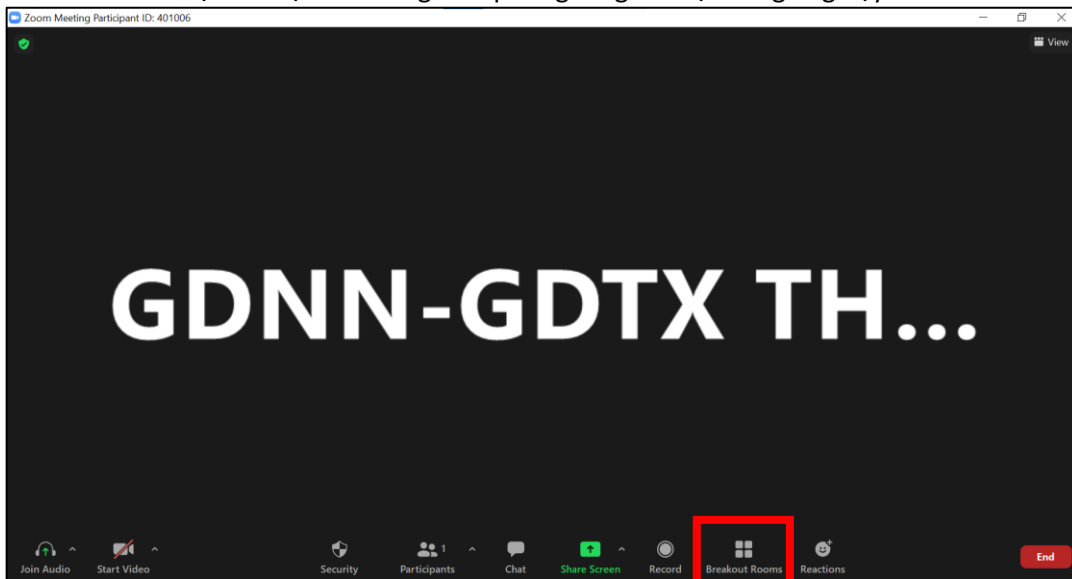 Zoom Meeting Participant ID: 401006
View
GDNN-GDTX TH...
1
Join Audio
Start Video
Security
Participants
Chat
Share Screen
Record
Breakout Rooms
Reactions
End